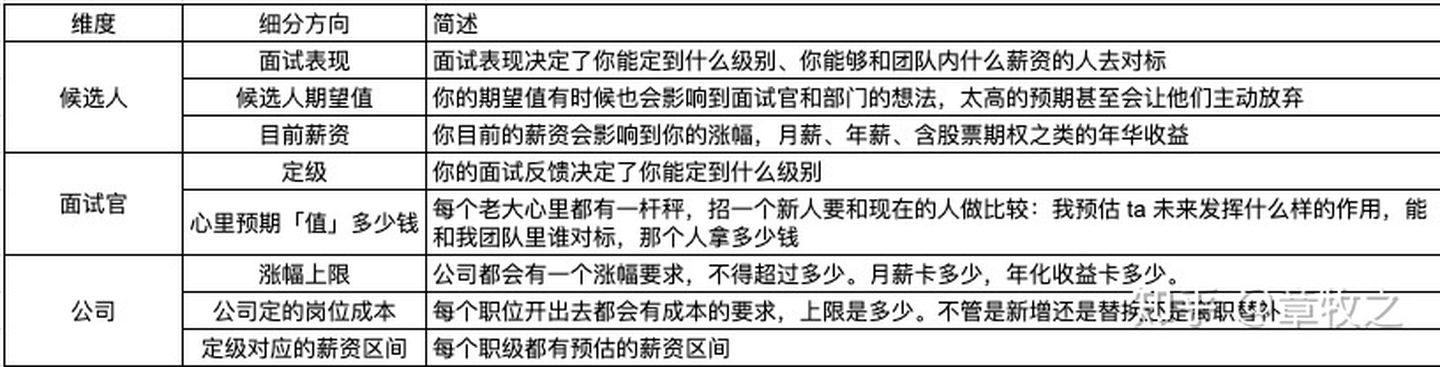 维度 细分方向 简述
候选人
面试表现 面试表现决定了你能定到什么级别、你能够和团队内什么薪资的人去对标
候选人期望值 你的期望值有时候也会影响到面试官和部门的想法，太高的预期甚至会让他们主动放弃
目前薪资 你目前的薪资会影响到你的涨幅，月薪、年薪、含股票期权之类的年华收益
面试官
定级 你的面试反馈决定了你能定到什么级别
心里预期「值」多少钱 每个老大心里都有一杆秤，招一个新人要和现在的人做比较：我预估 ta 未来发挥什么样的作用，能
和我团队里谁对标，那个人拿多少钱
公司
涨幅上限 公司都会有一个涨幅要求，不得超过多少。月薪卡多少，年化收益卡多少。
公司定的岗位成本 每个职位开出去都会有成本的要求，上限是多少。不管是新增还是替换还是离职替补
定级对应的薪资区间 每个职级都有预估的薪资区间
知乎 @章牧之